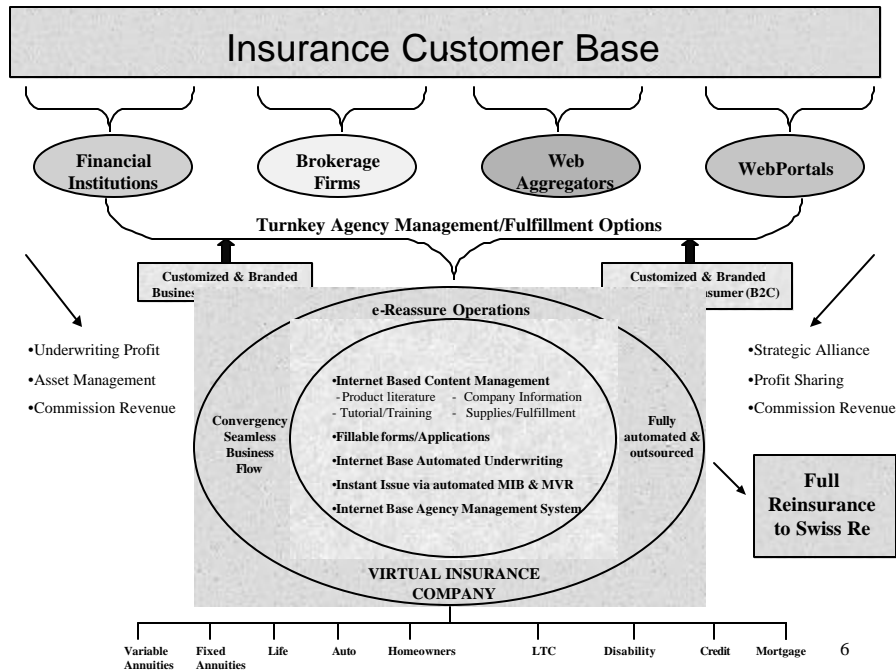 Insurance Customer Base
Financial
Institutions
Brokerage
Firms
Web
Aggregators
WebPortals
Turnkey Agency Management/Fulfillment Options
Customized & Branded
Customized & Branded
(B2C)
e-Reassure Operations
•Underwriting Profit
•Asset Management
•Commission Revenue
•Strategic Alliance
•Profit Sharing
•Commission Revenue
Convergency
Seamless
Business
Flow
•Internet Based Content Management
- Product literature - Company Information
- Tutorial/Training - Supplies/Fulfillment
•Fillable forms/Applications
•Internet Base Automated Underwriting
•Instant Issue via automated MIB & MVR
•Internet Base Agency Management System
Fully
automated &
outsourced
Full
Reinsurance
to Swiss Re
VIRTUAL INSURANCE
COMPANY
Variable
Annuities
Fixed
Annuities
Life
Auto
Homeowners
LTC
Disability
Credit
Mortgage
6